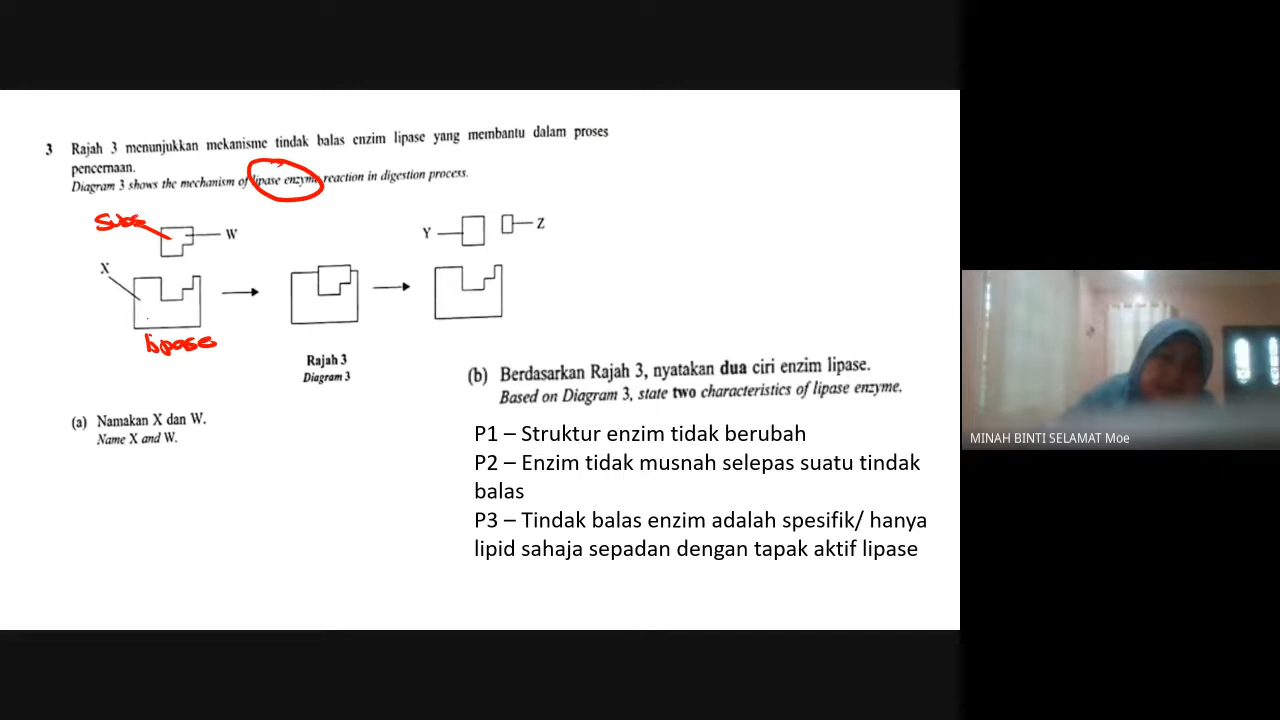 3 Rajah 3 menunjukkan mekanisme tindak balas enzim lipase yang membantu dalam proses
pencernaan.
Diagram 3 shows the mechanism of lipase enzyme reaction in digestion process.
Subs
W
Y
Z
X
lipase
Rajah 3
Diagram 3
(a) Namakan X dan W.
Name X and W.
(b) Berdasarkan Rajah 3, nyatakan dua ciri enzim lipase.
Based on Diagram 3, state two characteristics of lipase enzyme.
P1 – Struktur enzim tidak berubah
P2 – Enzim tidak musnah selepas suatu tindak
balas
P3 – Tindak balas enzim adalah spesifik/ hanya
lipid sahaja sepadan dengan tapak aktif lipase
MINAH BINTI SELAMAT Moe